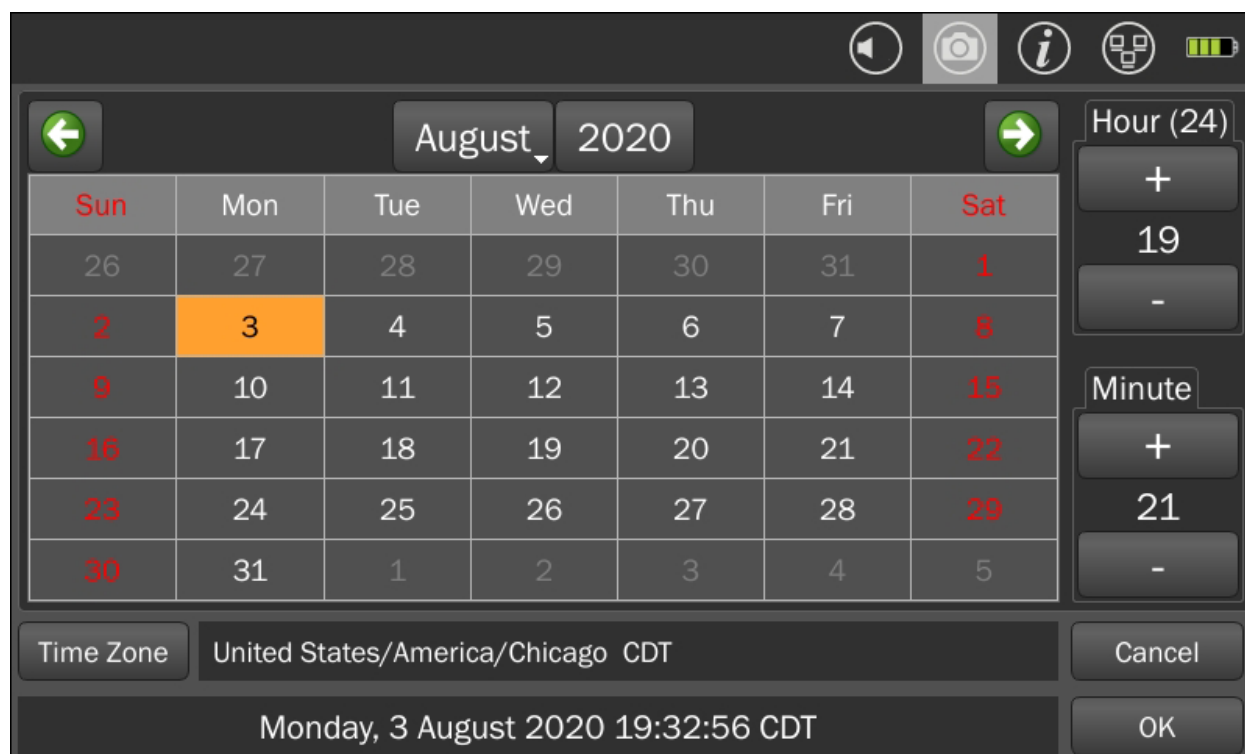 August 2020
Hour (24)
Sun Mon Tue Wed Thu Fri Sat
+
26 27 28 29 30 31 1
19
2 3 4 5 6 7 8
-
9 10 11 12 13 14 15
Minute
16 17 18 19 20 21 22
+
23 24 25 26 27 28 29
21
30 31 1 2 3 4 5
-
Time Zone United States/America/Chicago CDT Cancel
Monday, 3 August 2020 19:32:56 CDT OK